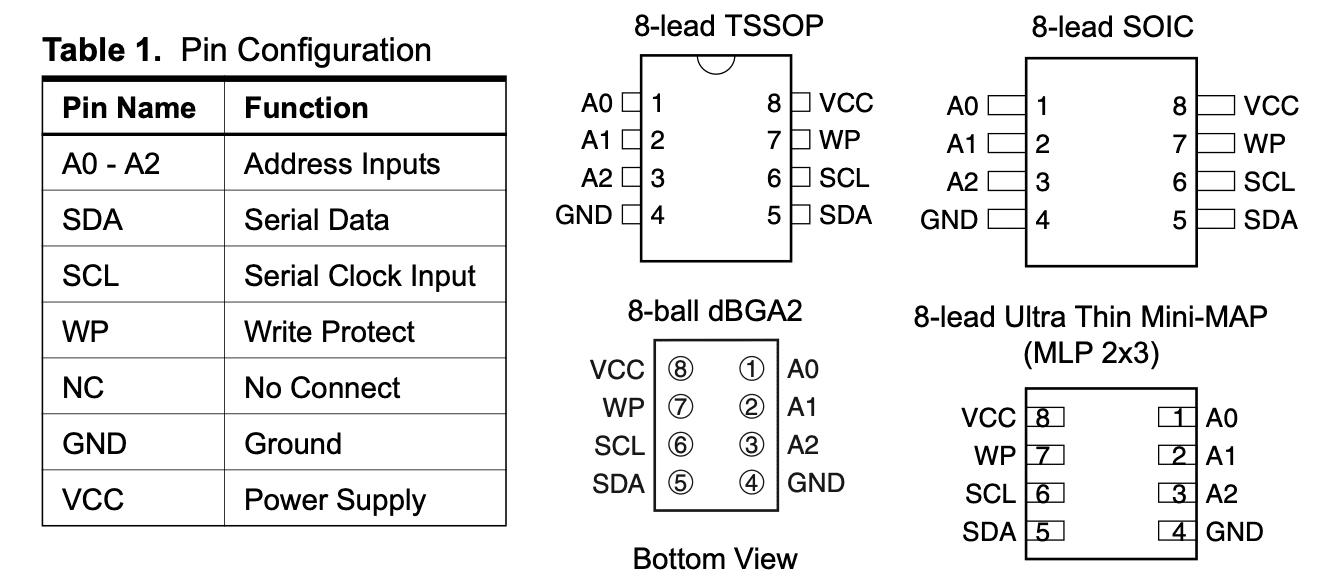 Table 1. Pin Configuration
Pin Name Function
A0 - A2 Address Inputs
SDA Serial Data
SCL Serial Clock Input
WP Write Protect
NC No Connect
GND Ground
VCC Power Supply
8-lead TSSOP
A0 1 8 VCC
A1 2 7 WP
A2 3 6 SCL
GND 4 5 SDA
8-lead SOIC
A0 1 8 VCC
A1 2 7 WP
A2 3 6 SCL
GND 4 5 SDA
8-ball dBGA2
VCC 8 1 A0
WP 7 2 A1
SCL 6 3 A2
SDA 5 4 GND
Bottom View
8-lead Ultra Thin Mini-MAP
(MLP 2x3)
VCC 8 1 A0
WP 7 2 A1
SCL 6 3 A2
SDA 5 4 GND